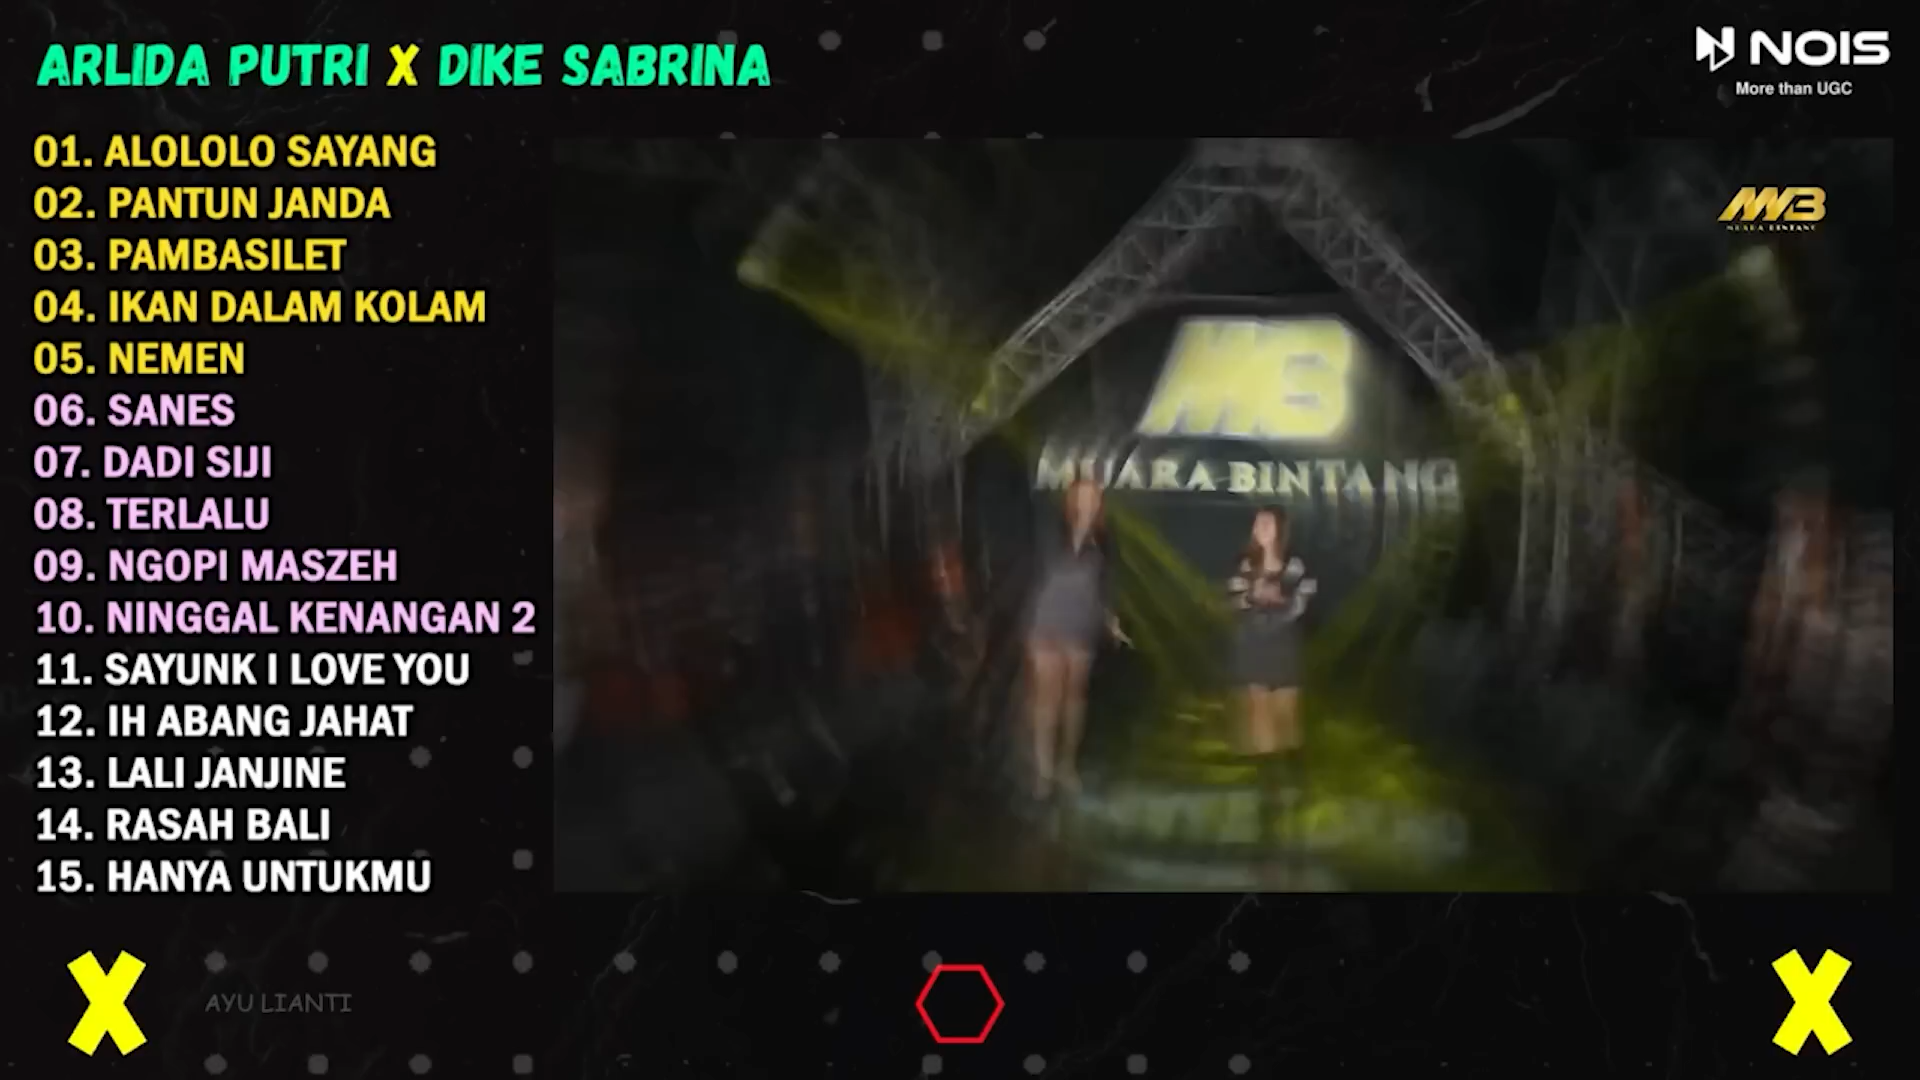 ARLIDA PUTRI X DIKE SABRINA
NOIS
More than UGC
01. ALOLOLO SAYANG
02. PANTUN JANDA
03. PAMBASILET
04. IKAN DALAM KOLAM
05. NEMEN
06. SANES
07. DADI SIJI
08. TERLALU
09. NGOPI MASZEH
10. NINGGAL KENANGAN 2
11. SAYUNK I LOVE YOU
12. IH ABANG JAHAT
13. LALI JANJINE
14. RASAH BALI
15. HANYA UNTUKMU
MB
MUARA BINTANG
MB
MUARA BINTANG
X
AYU LIANTI
X